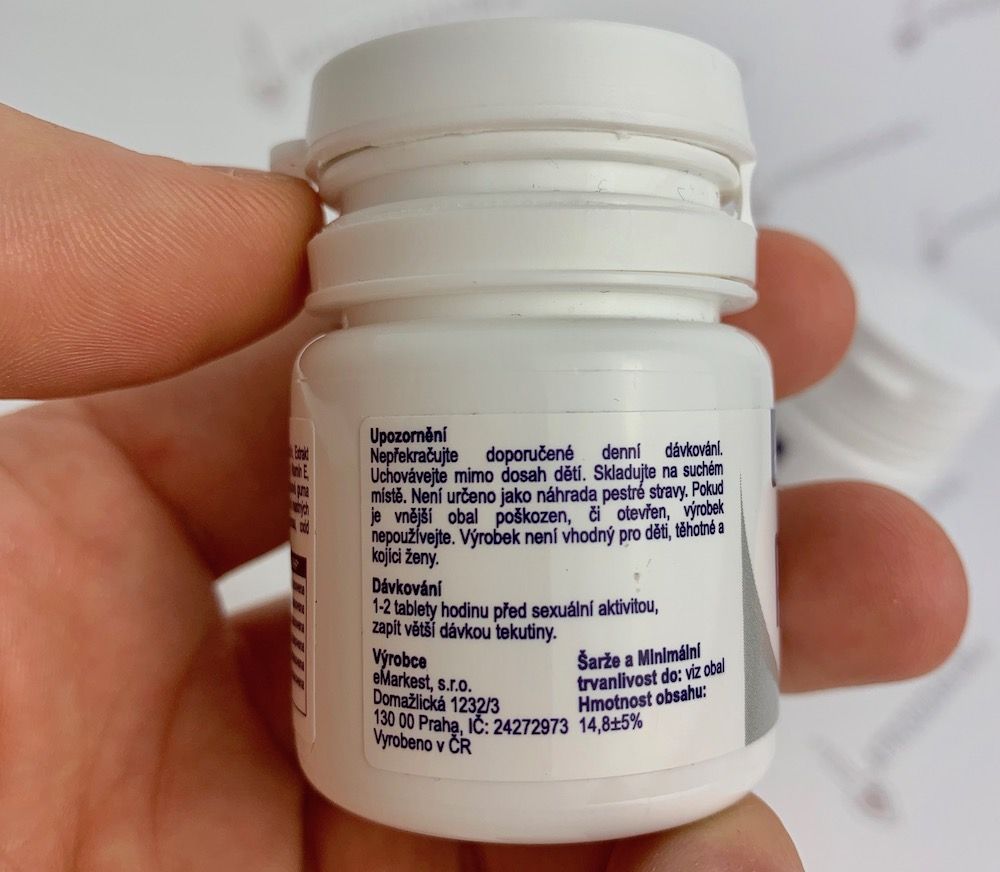 Upozornění
Nepřekračujte doporučené denní dávkování.
Uchovávejte mimo dosah dětí. Skladujte na suchém
místě. Není určeno jako náhrada pestré stravy. Pokud
je vnější obal poškozen, či otevřen, výrobek
nepoužívejte. Výrobek není vhodný pro děti, těhotné a
kojíci ženy.
Dávkování
1-2 tablety hodinu před sexuální aktivitou,
zapít větší dávkou tekutiny.
Výrobce
eMarkest, s.r.o.
Domažlická 1232/3
130 00 Praha, IČ: 24272973
Vyrobeno v ČR
Šarže a Minimální
trvanlivost do: viz obal
Hmotnost obsahu:
14,8±5%
Extrakt